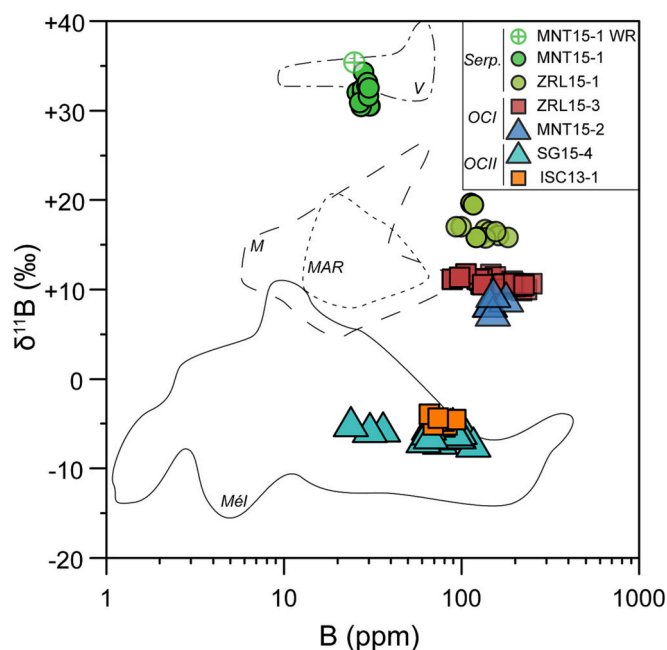 +40
+30
+20
+10
0
-10
-20
δ¹¹B (‰)
1
10
100
1000
B (ppm)
Serp.
OCI
OCII
MNT15-1 WR
MNT15-1
ZRL15-1
ZRL15-3
MNT15-2
SG15-4
ISC13-1
V
M
MAR
Mél